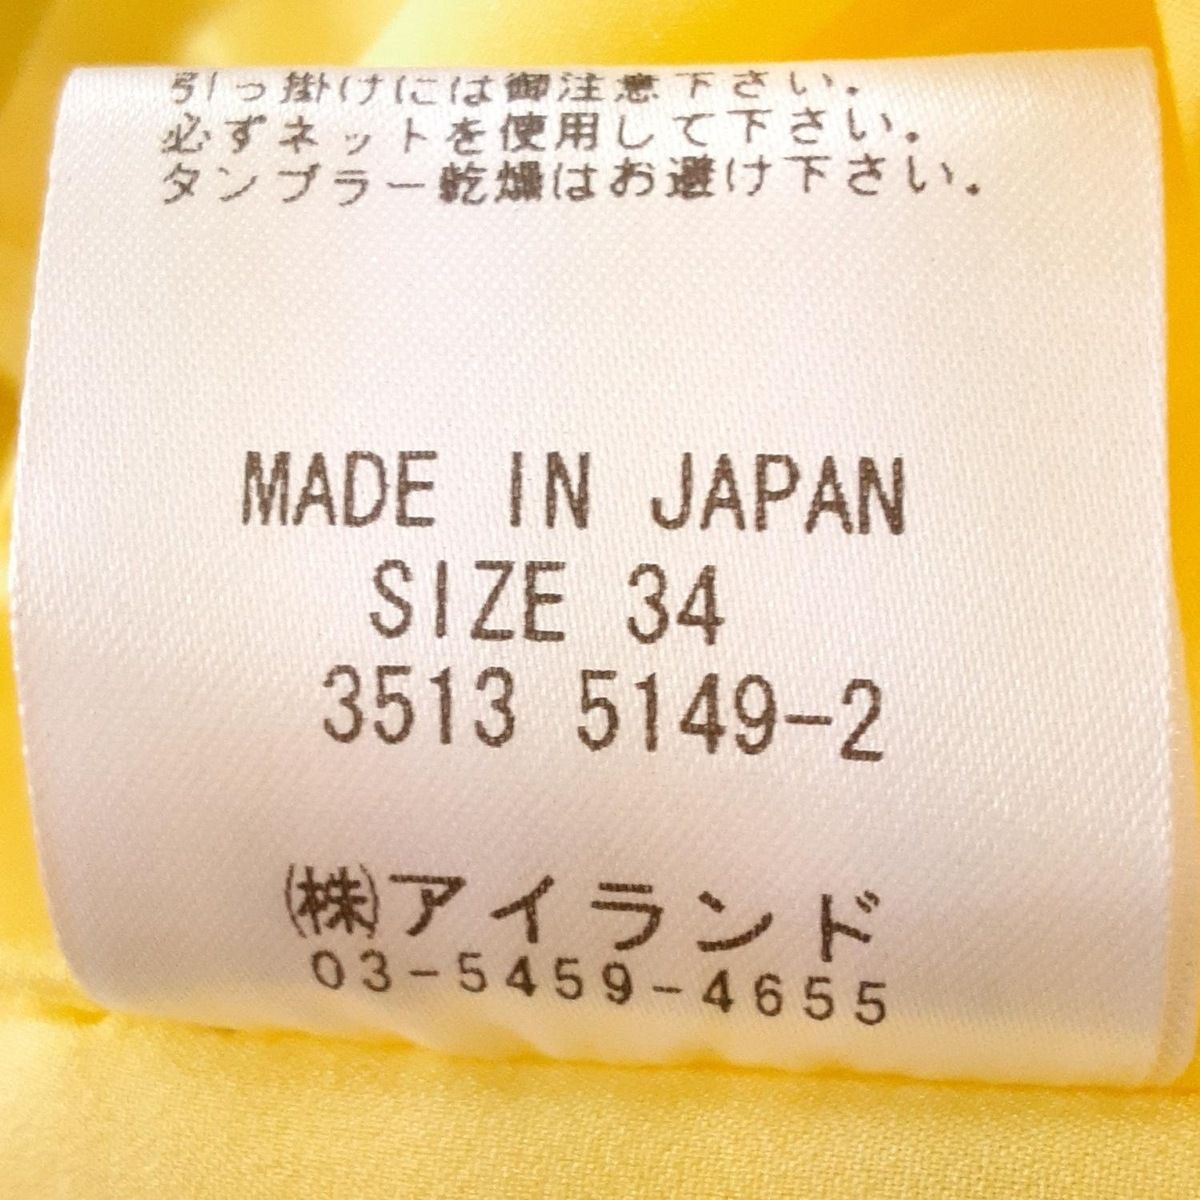 引っ掛けには御注意下さい.
必ずネットを使用して下さい.
タンブラー乾燥はお避け下さい.
MADE IN JAPAN
SIZE 34
3513 5149-2
㈱アイランド
03-5459-4655